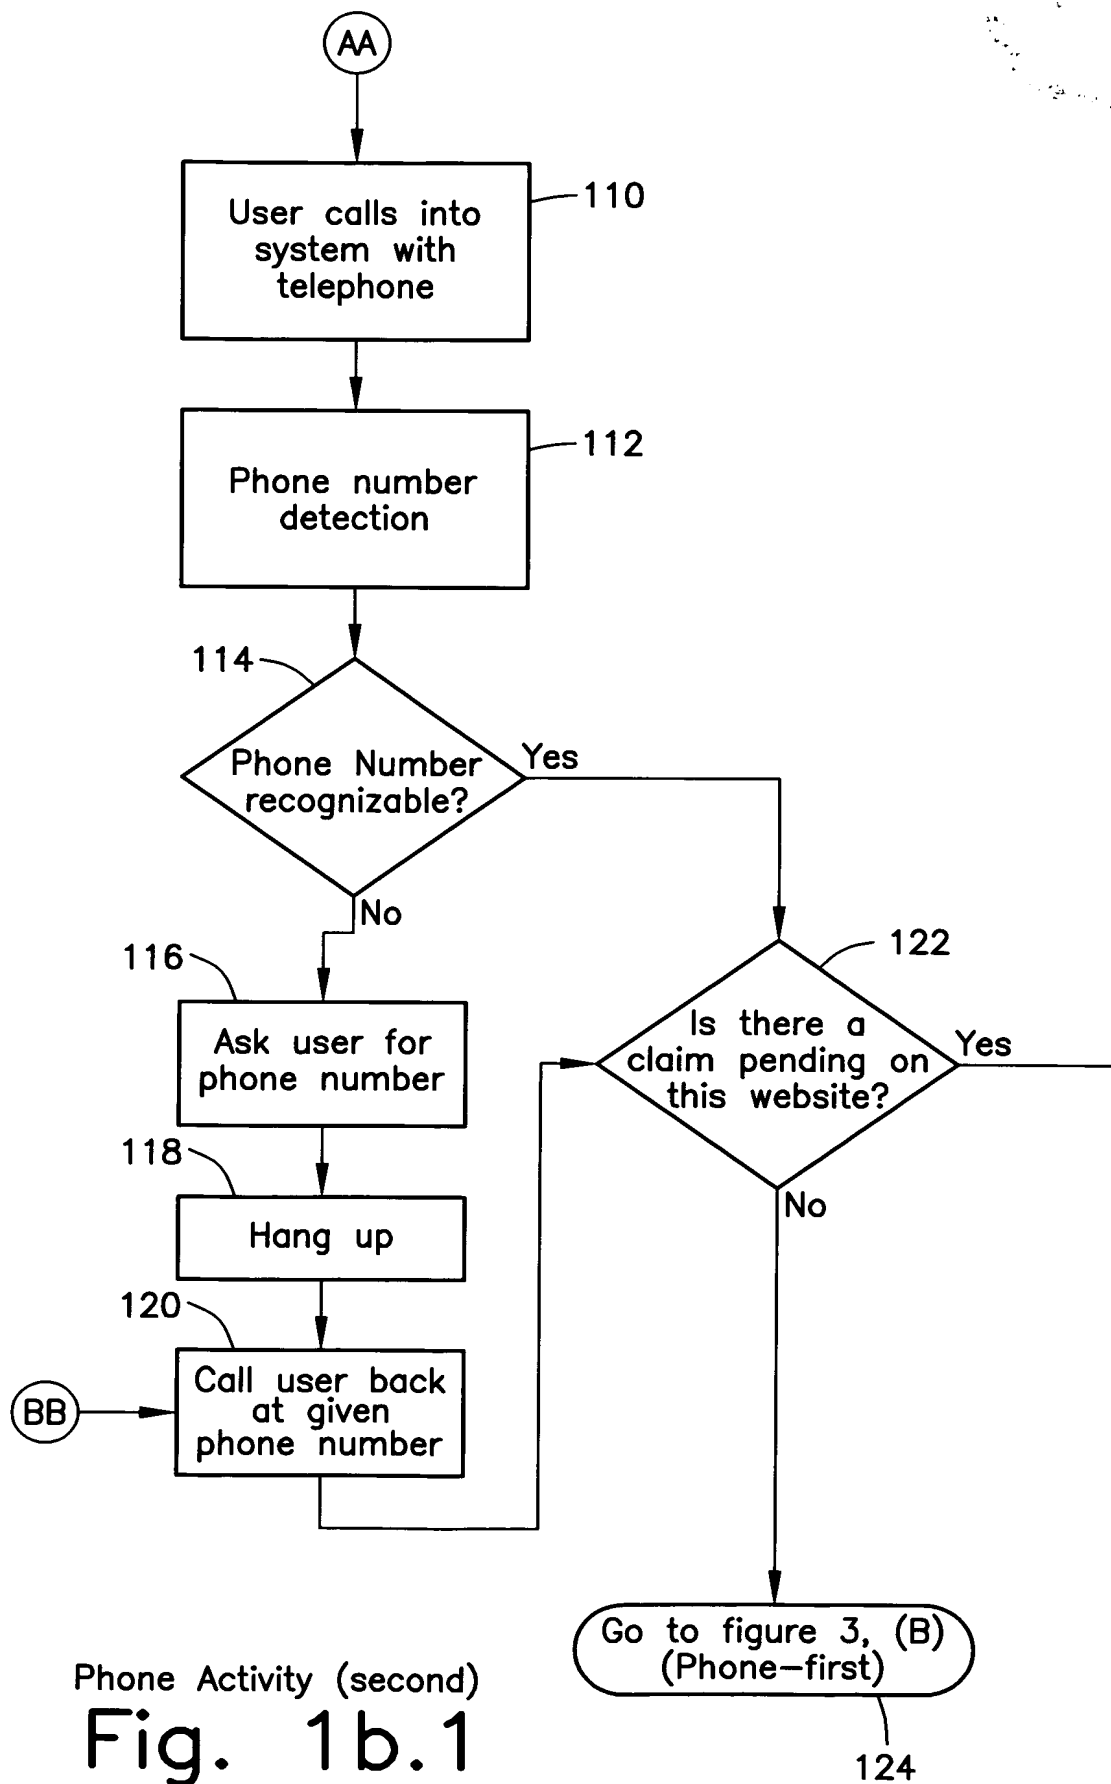 AA
User calls into
system with
telephone
110
Phone number
detection
112
114
Phone Number
recognizable?
Yes
No
116
Ask user for
phone number
118
Hang up
120
Call user back
at given
phone number
BB
122
Is there a
claim pending on
this website?
Yes
No
Go to figure 3, (B)
(Phone-first)
124
Phone Activity (second)
Fig. 1b.1